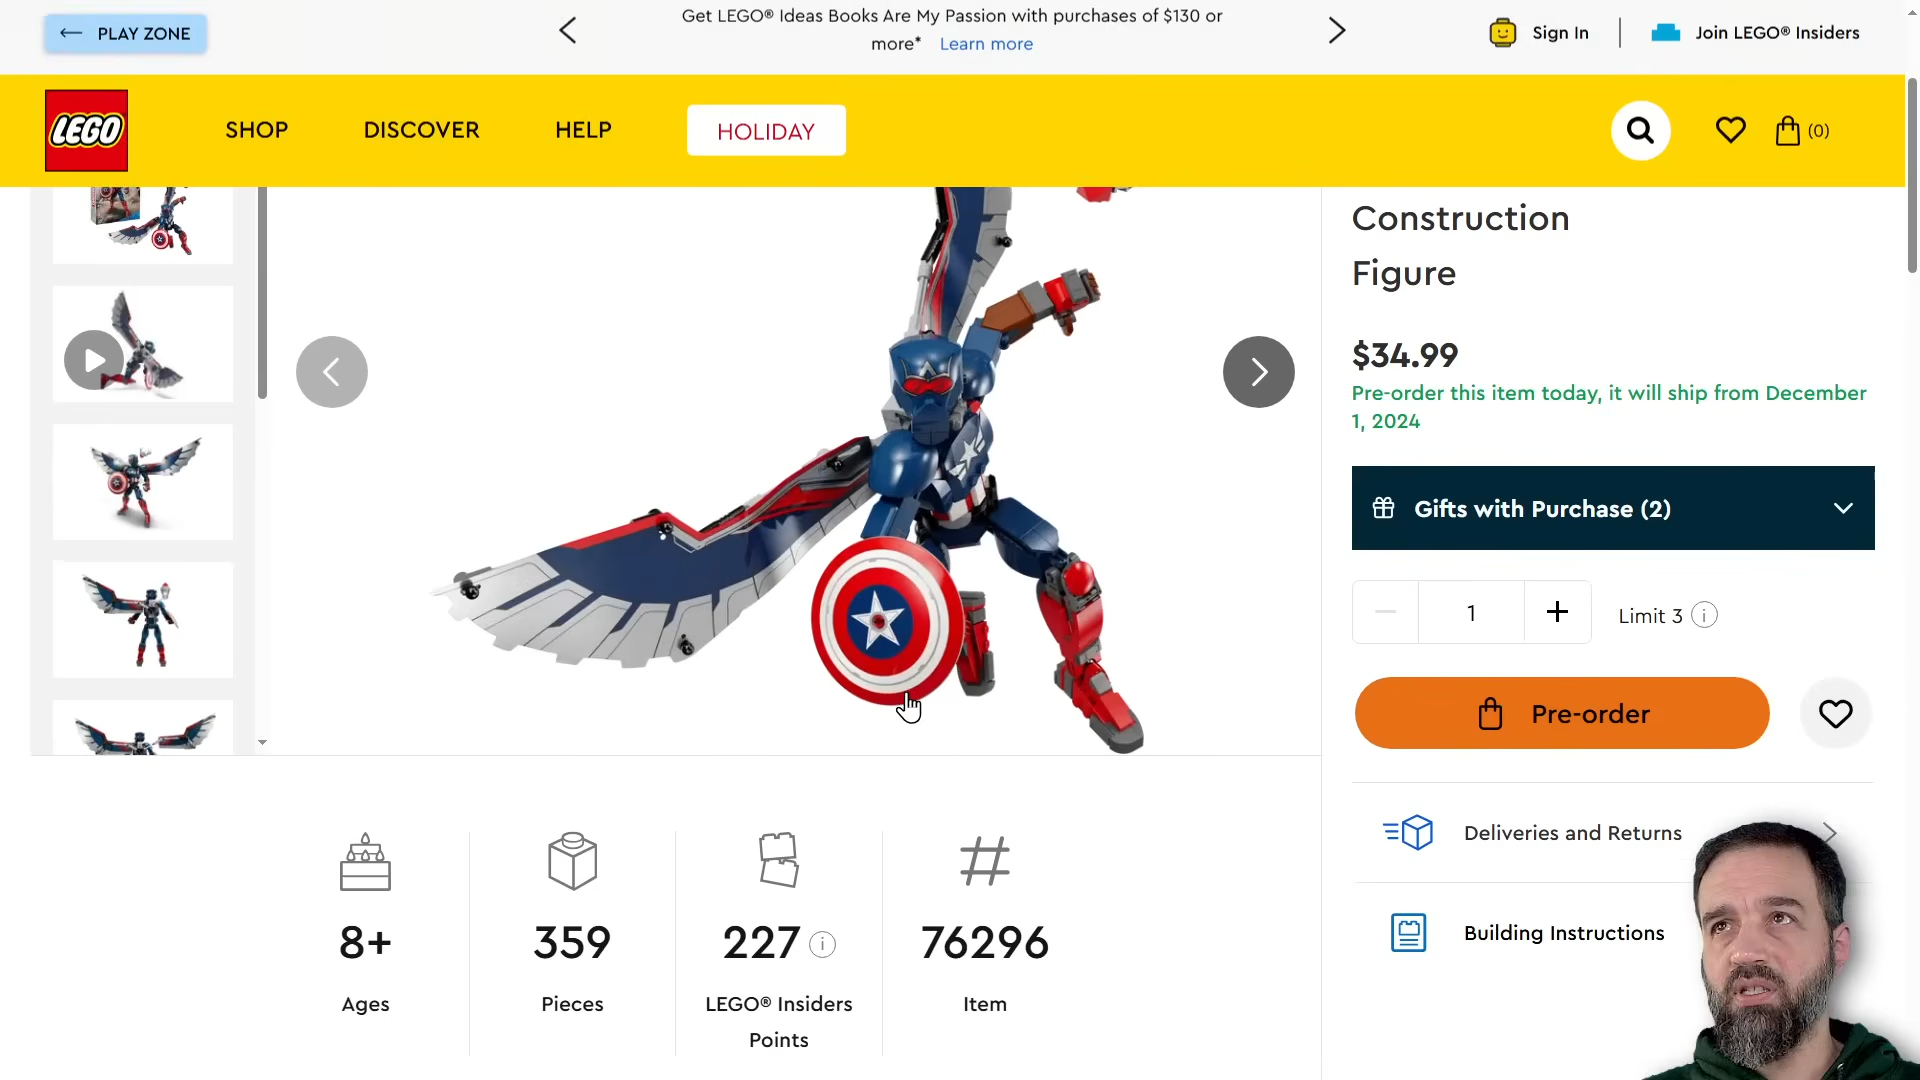 PLAY ZONE
Get LEGO® Ideas Books Are My Passion with purchases of $130 or
more* Learn more
Sign In
Join LEGO® Insiders
LEGO
SHOP
DISCOVER
HELP
HOLIDAY
(0)
Construction
Figure
$34.99
Pre-order this item today, it will ship from December
1, 2024
Gifts with Purchase (2)
1
Limit 3
Pre-order
Deliveries and Returns
Building Instructions
8+
Ages
359
Pieces
227
LEGO® Insiders
Points
76296
Item